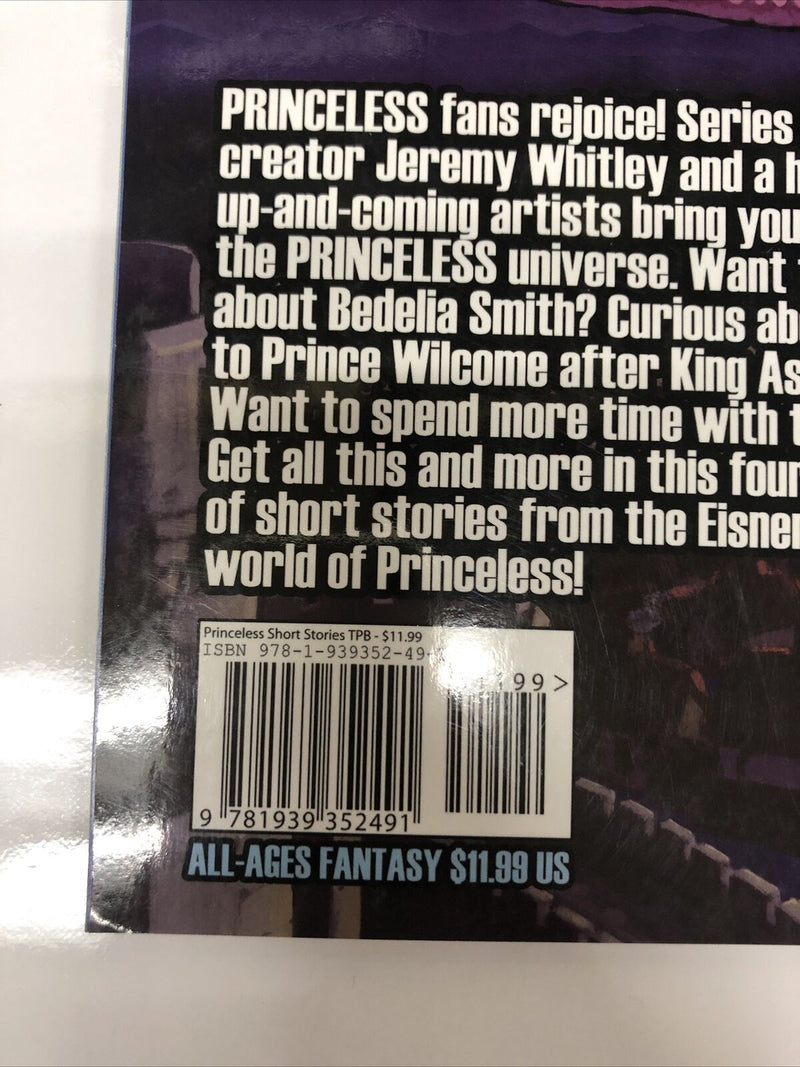 PRINCELESS fans rejoice! Series
creator Jeremy Whitley and a h
up-and-coming artists bring you
the PRINCELESS universe. Want
about Bedelia Smith? Curious ab
to Prince Wilcome after King As
Want to spend more time with t
Get all this and more in this four
of short stories from the Eisner
world of Princeless!
Princeless Short Stories TPB - $11.99
ISBN 978-1-939352-49-
199>
9 781939 352491
ALL-AGES FANTASY $11.99 US